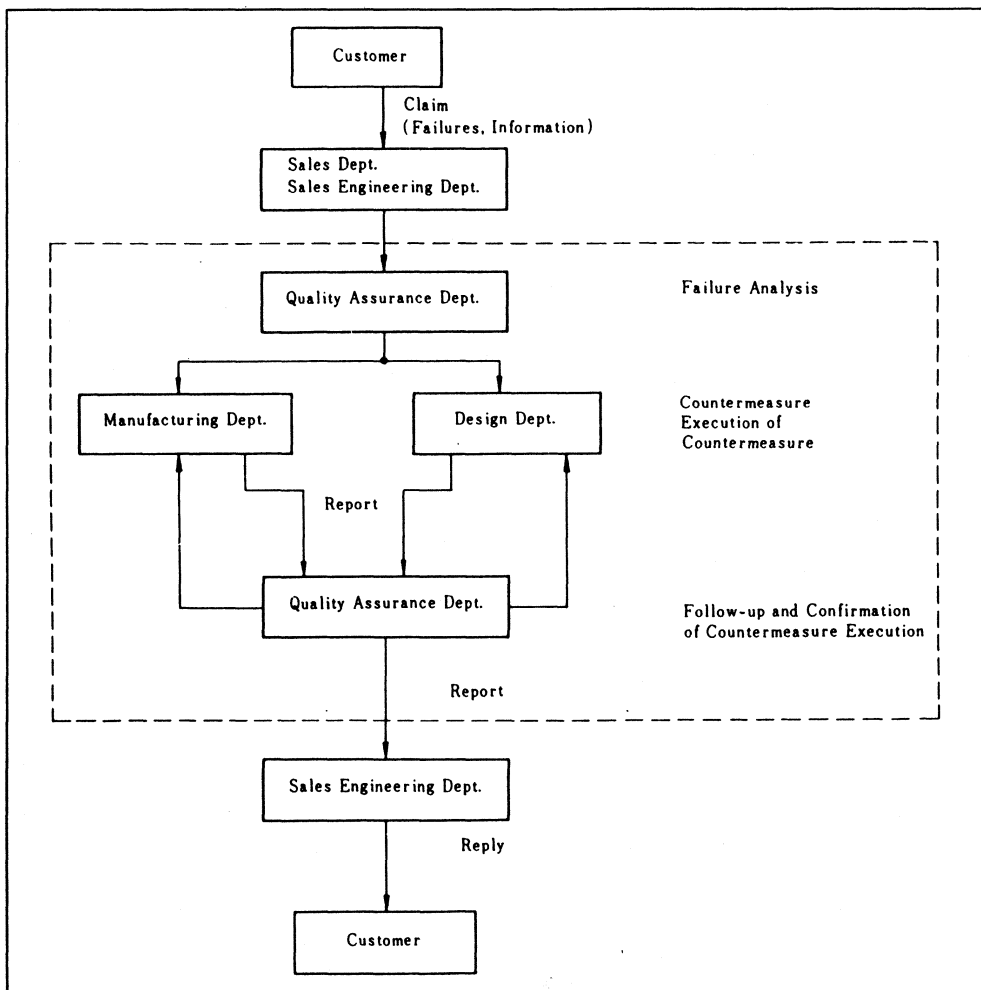 Customer
Claim
(Failures, Information)
Sales Dept.
Sales Engineering Dept.
Quality Assurance Dept.
Failure Analysis
Manufacturing Dept.
Design Dept.
Countermeasure
Execution of
Countermeasure
Report
Quality Assurance Dept.
Follow-up and Confirmation
of Countermeasure Execution
Report
Sales Engineering Dept.
Reply
Customer